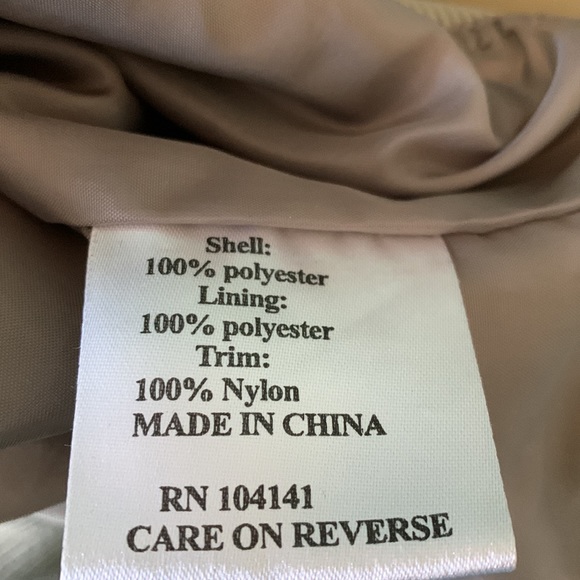 Shell:
100% polyester
Lining:
100% polyester
Trim:
100% Nylon
MADE IN CHINA
RN 104141
CARE ON REVERSE